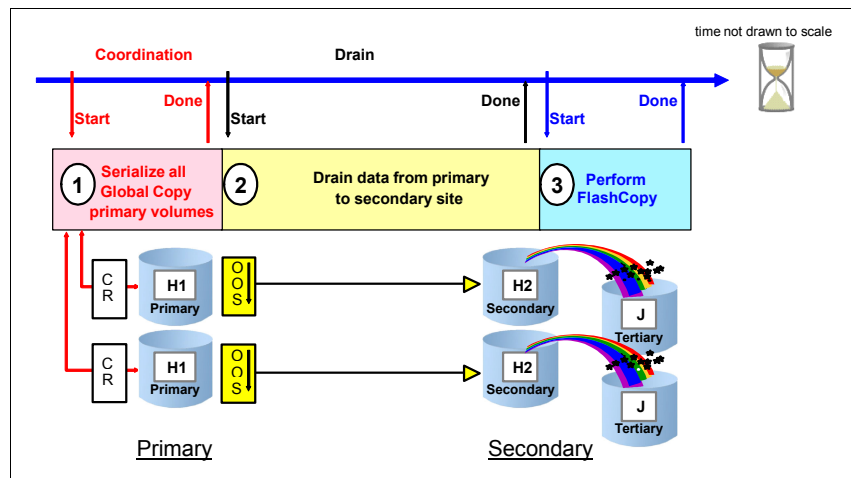 time not drawn to scale
Coordination
Drain
Start
Done
Start
Done
Start
Done
1
Serialize all
Global Copy
primary volumes
2
Drain data from primary
to secondary site
3
Perform
FlashCopy
C
R
H1
Primary
O
O
S
H2
Secondary
J
Tertiary
C
R
H1
Primary
O
O
S
H2
Secondary
J
Tertiary
Primary
Secondary